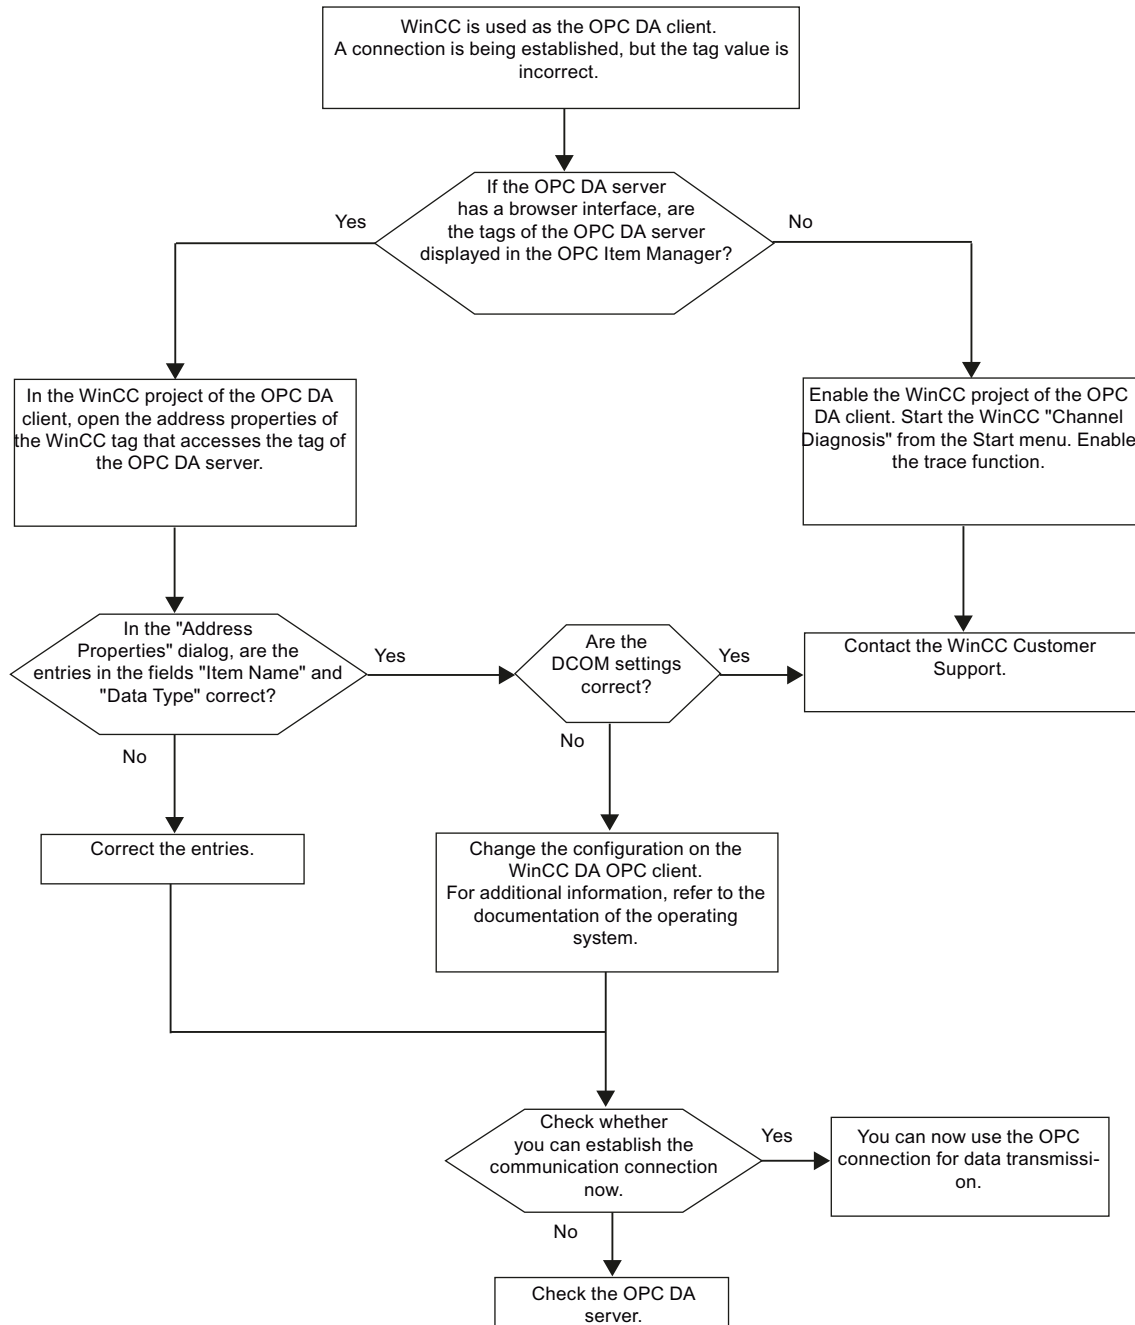 WinCC is used as the OPC DA client.
A connection is being established, but the tag value is
incorrect.
If the OPC DA server
has a browser interface, are
the tags of the OPC DA server
displayed in the OPC Item Manager?
Yes
No
In the WinCC project of the OPC DA
client, open the address properties of
the WinCC tag that accesses the tag of
the OPC DA server.
Enable the WinCC project of the OPC
DA client. Start the WinCC "Channel
Diagnosis" from the Start menu. Enable
the trace function.
In the "Address
Properties" dialog, are the
entries in the fields "Item Name" and
"Data Type" correct?
Yes
Are the
DCOM settings
correct?
Yes
Contact the WinCC Customer
Support.
No
No
Correct the entries.
Change the configuration on the
WinCC DA OPC client.
For additional information, refer to the
documentation of the operating
system.
Check whether
you can establish the
communication connection
now.
Yes
You can now use the OPC
connection for data transmissi-
on.
No
Check the OPC DA
server.